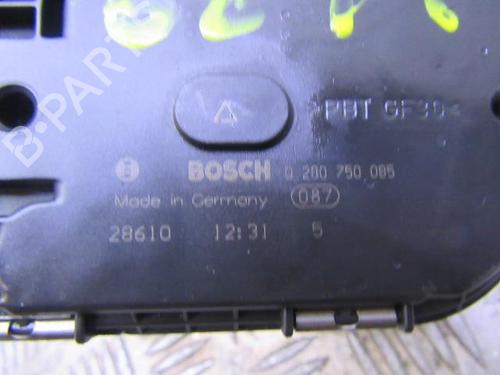 B-PARTS
A
PBT GF30<
BOSCH 0 280 750 085
Made in Germany 087
28610 12:31 5